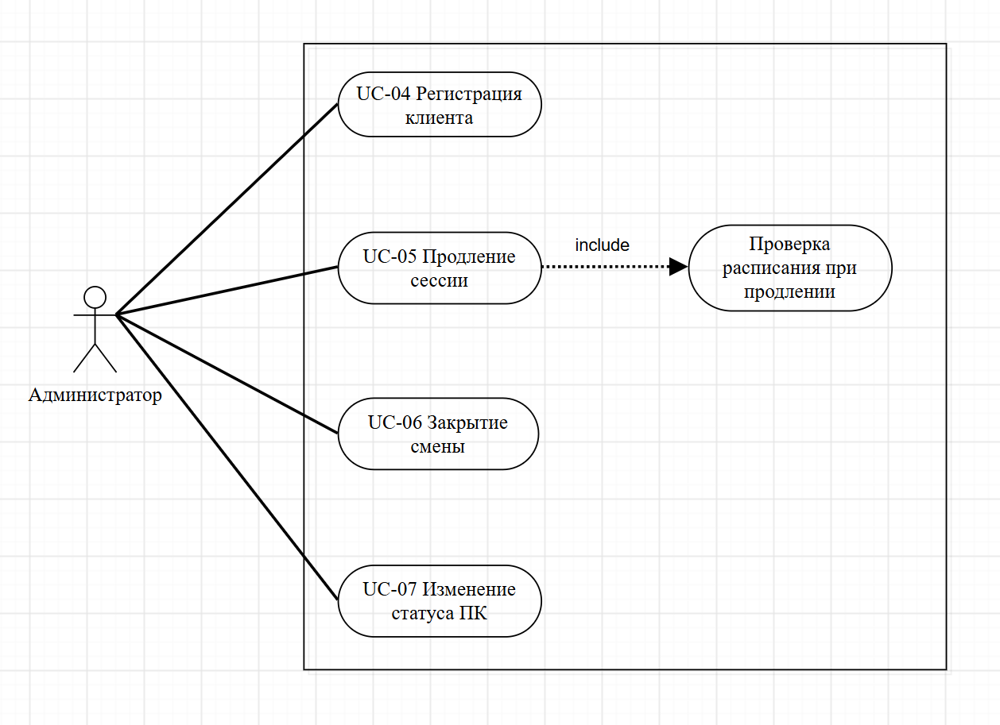 UC-04 Регистрация
клиента
UC-05 Продление
сессии
include
Проверка
расписания при
продлении
Администратор
UC-06 Закрытие
смены
UC-07 Изменение
статуса ПК